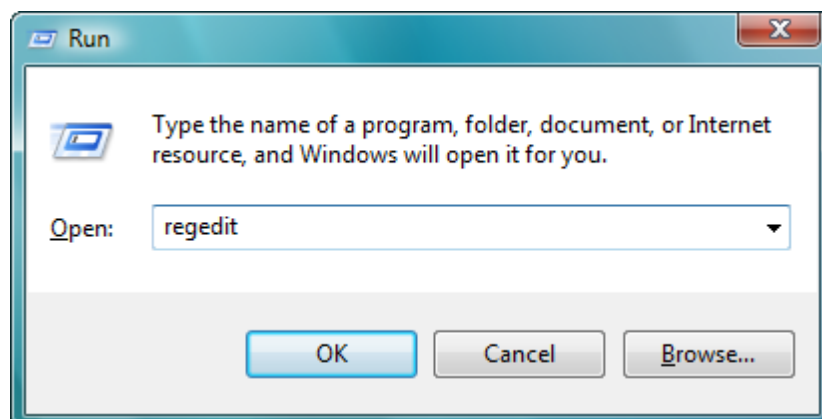 Run
Type the name of a program, folder, document, or Internet
resource, and Windows will open it for you.
Open: regedit
OK Cancel Browse...